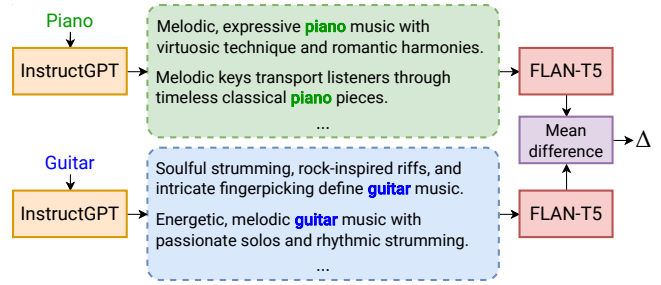 Piano
InstructGPT
Melodic, expressive piano music with
virtuosic technique and romantic harmonies.
Melodic keys transport listeners through
timeless classical piano pieces.
...
FLAN-T5
Mean
difference
Δ
Guitar
InstructGPT
Soulful strumming, rock-inspired riffs, and
intricate fingerpicking define guitar music.
Energetic, melodic guitar music with
passionate solos and rhythmic strumming.
...
FLAN-T5